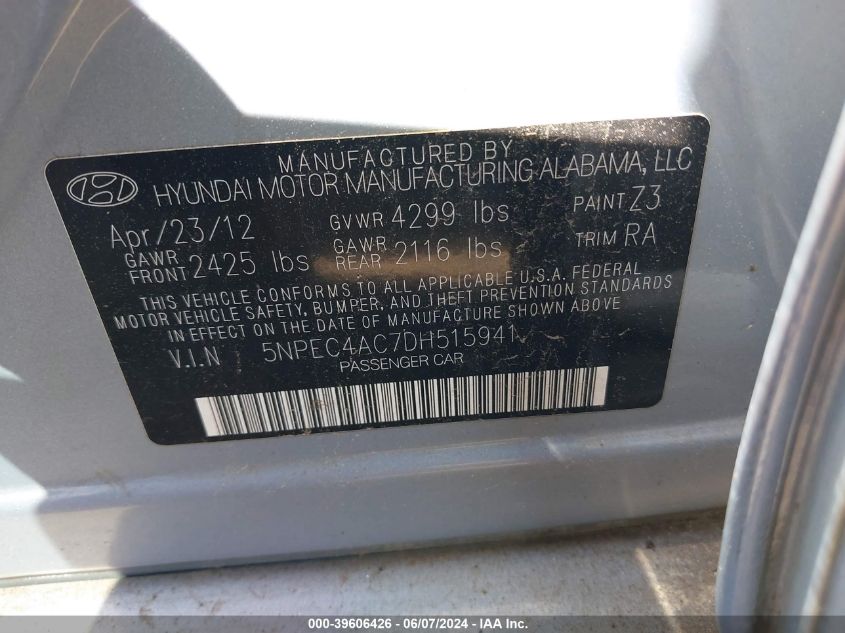 MANUFACTURED BY
HYUNDAI MOTOR MANUFACTURING ALABAMA, LLC
Apr/23/12 GVWR 4299 lbs PAINT Z3
GAWR FRONT 2425 lbs GAWR REAR 2116 lbs TRIM RA
THIS VEHICLE CONFORMS TO ALL APPLICABLE U.S.A. FEDERAL
MOTOR VEHICLE SAFETY, BUMPER, AND THEFT PREVENTION STANDARDS
IN EFFECT ON THE DATE OF MANUFACTURE SHOWN ABOVE
V.I.N 5NPEC4AC7DH515941
PASSENGER CAR
000-39606426 - 06/07/2024 - IAA Inc.